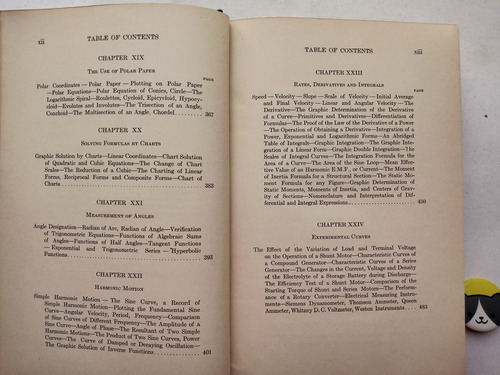 xii
TABLE OF CONTENTS
CHAPTER XIX
THE USE OF POLAR PAPER
PAGE
Polar Coordinates — Polar Paper — Plotting on Polar Paper
—Polar Equations—Polar Equation of Conics, Circle—The
Logarithmic Spiral—Roulettes, Cycloid, Epicycloid, Hypocy-
cloid—Evolutes and Involutes—The Trisection of an Angle,
Conchoid—The Multisection of an Angle, Chordel
367
CHAPTER XX
SOLVING FORMULAS BY CHARTS
Graphic Solution by Charts—Linear Coordinates—Chart Solution
of Quadratic and Cubic Equations—The Change of Chart
Scales—The Reduction of a Cubic—The Charting of Linear
Forms, Reciprocal Forms and Composite Forms—Chart of
Charts
383
CHAPTER XXI
MEASUREMENT OF ANGLES
Angle Designation—Radian of Arc, Radian of Angle—Verification
of Trigonometric Equations—Functions of Algebraic Sums
of Angles—Functions of Half Angles—Tangent Functions
—Exponential and Trigonometric Series—Hyperbolic
Functions
393
CHAPTER XXII
HARMONIC MOTION
Simple Harmonic Motion — The Sine Curve, a Record of
Simple Harmonic Motion—Plotting the Fundamental Sine
Curve—Angular Velocity, Period, Frequency—Comparison
of Sine Curves of Different Frequency—The Amplitude of a
Sine Curve—Angle of Phase—The Resultant of Two Simple
Harmonic Motions—The Product of Two Sine Curves, Power
Curves—The Curve of Damped or Decaying Oscillation—
The Graphic Solution of Inverse Functions
401
TABLE OF CONTENTS
xiii
CHAPTER XXIII
RATES, DERIVATIVES AND INTEGRALS
PAGE
Speed—Velocity—Slope—Scale of Velocity—Initial Average
and Final Velocity—Linear and Angular Velocity—The
Derivative—The Graphic Determination of the Derivative
of a Curve—Primitives and Derivatives—Differentiation of
Formulas—The Proof of the Law of the Derivative of a Power
—The Operation of Obtaining a Derivative—Integration of a
Power, Exponential and Logarithmic Forms—An Abridged
Table of Integrals—Graphic Integration—The Graphic Inte-
gration of a Linear Form—Graphic Double Integration—The
Scales of Integral Curves—The Integration Formula for the
Area of a Curve—The Area of the Sine Loop—Mean Effec-
tive Value of an Harmonic E.M.F., or Current—The Moment
of Inertia Formula for a Structural Section—The Static Mo-
ment Formula for any Figure—Graphic Determination of
Static Moments, Moments of Inertia, and Centers of Gravity
of Sections—Nomenclature and Interpretation of Dif-
ferential and Integral Expressions
430
CHAPTER XXIV
EXPERIMENTAL CURVES
The Effect of the Variation of Load and Terminal Voltage
on the Operation of a Shunt Motor—Characteristic Curves of
a Compound Generator—Characteristic Curves of a Series
Generator—The Changes in the Current, Voltage and Density
of the Electrolyte of a Storage Battery during Discharge—
The Efficiency Test of a Shunt Motor—Comparison of the
Starting Torque of Shunt and Series Motors—The Perform-
ance of a Rotary Converter—Electrical Measuring Instru-
ments—Siemens Dynamometer, Thomson Ammeter, Queen
Ammeter, Whitney D. C. Voltmeter, Weston Instruments
483